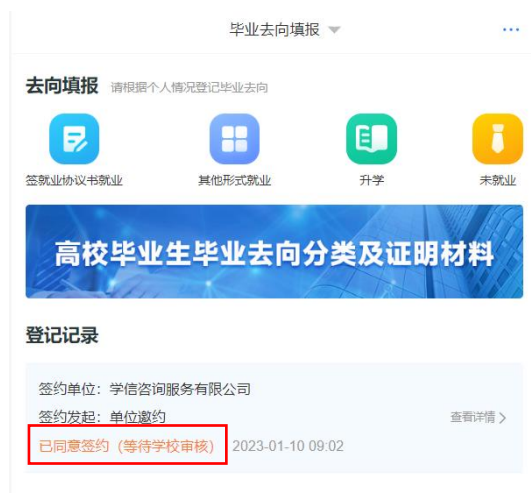 毕业去向填报
去向填报 请根据个人情况登记毕业去向
签就业协议书就业 其他形式就业 升学 未就业
高校毕业生毕业去向分类及证明材料
登记记录
签约单位：学信咨询服务有限公司
签约发起：单位邀约 查看详情 >
已同意签约（等待学校审核） 2023-01-10 09:02